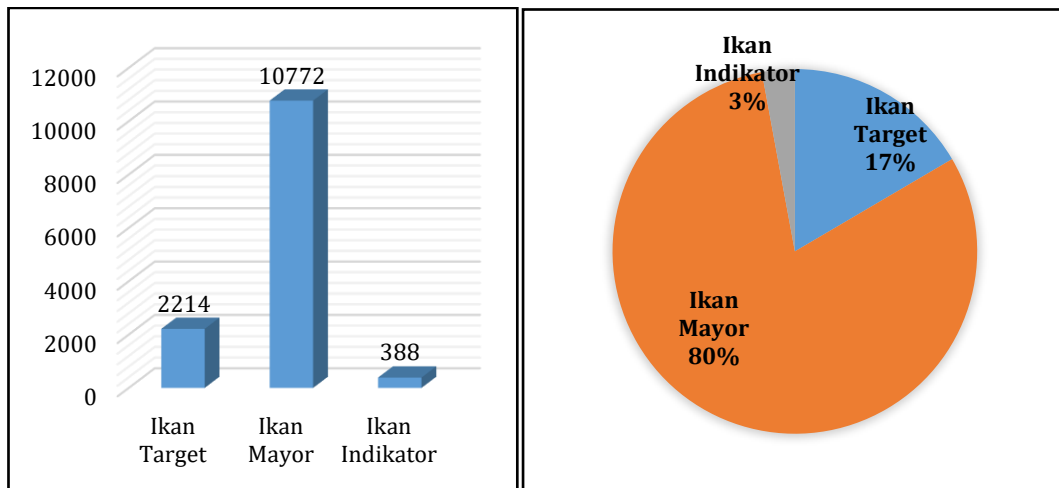 12000
10000
8000
6000
4000
2000
0
2214
10772
388
Ikan
Target
Ikan
Mayor
Ikan
Indikator
Ikan
Indikator
3%
Ikan
Target
17%
Ikan
Mayor
80%